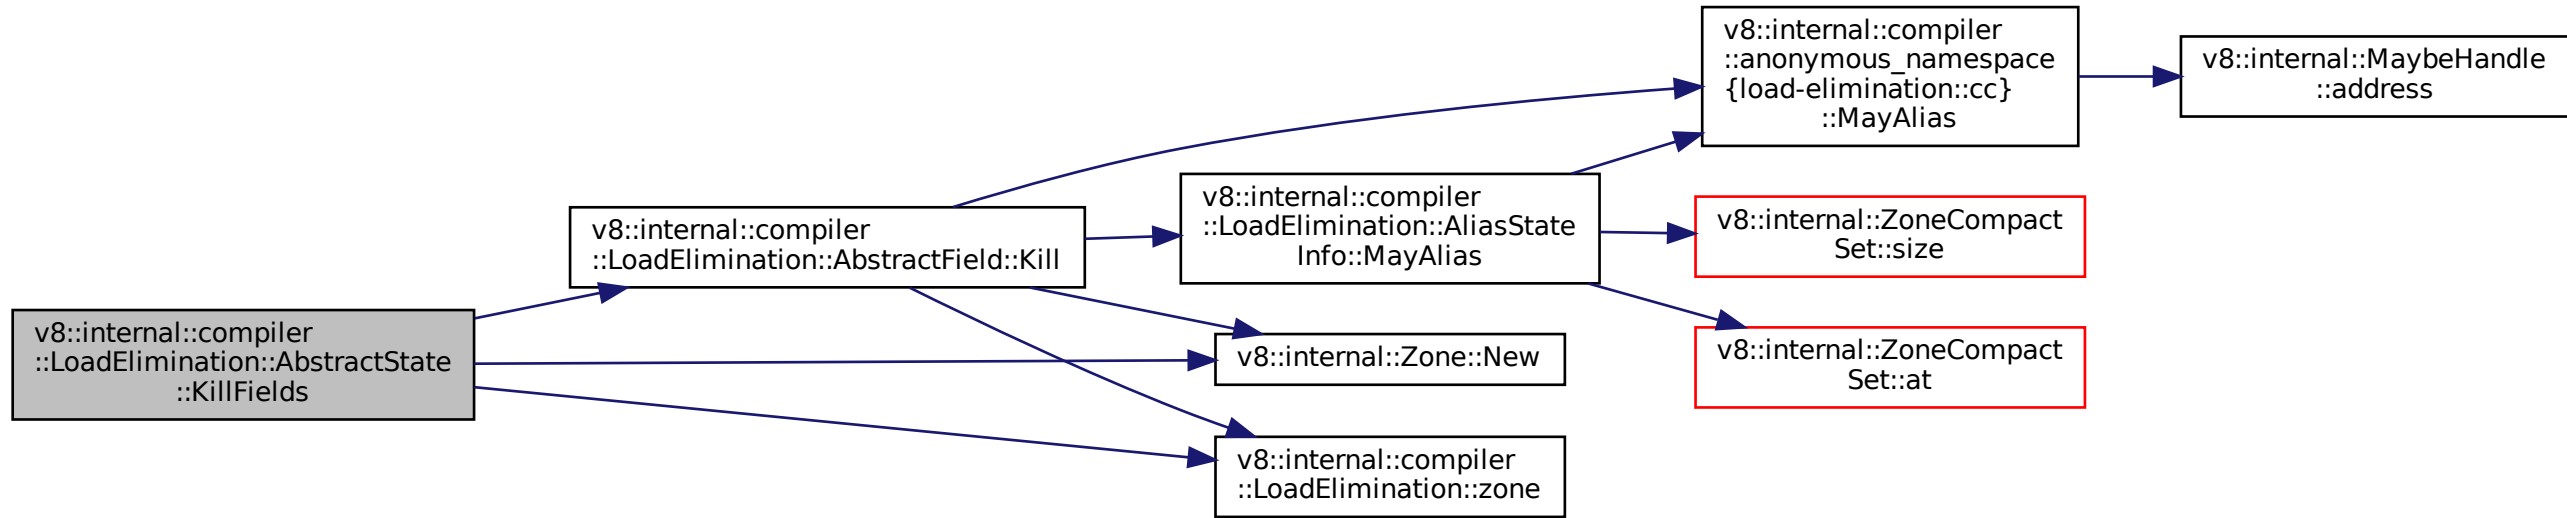 v8::internal::compiler
::LoadElimination::AbstractState
::KillFields
v8::internal::compiler
::LoadElimination::AbstractField::Kill
v8::internal::compiler
::anonymous_namespace
{load-elimination::cc}
::MayAlias
v8::internal::MaybeHandle
::address
v8::internal::compiler
::LoadElimination::AliasState
Info::MayAlias
v8::internal::ZoneCompact
Set::size
v8::internal::ZoneCompact
Set::at
v8::internal::Zone::New
v8::internal::compiler
::LoadElimination::zone